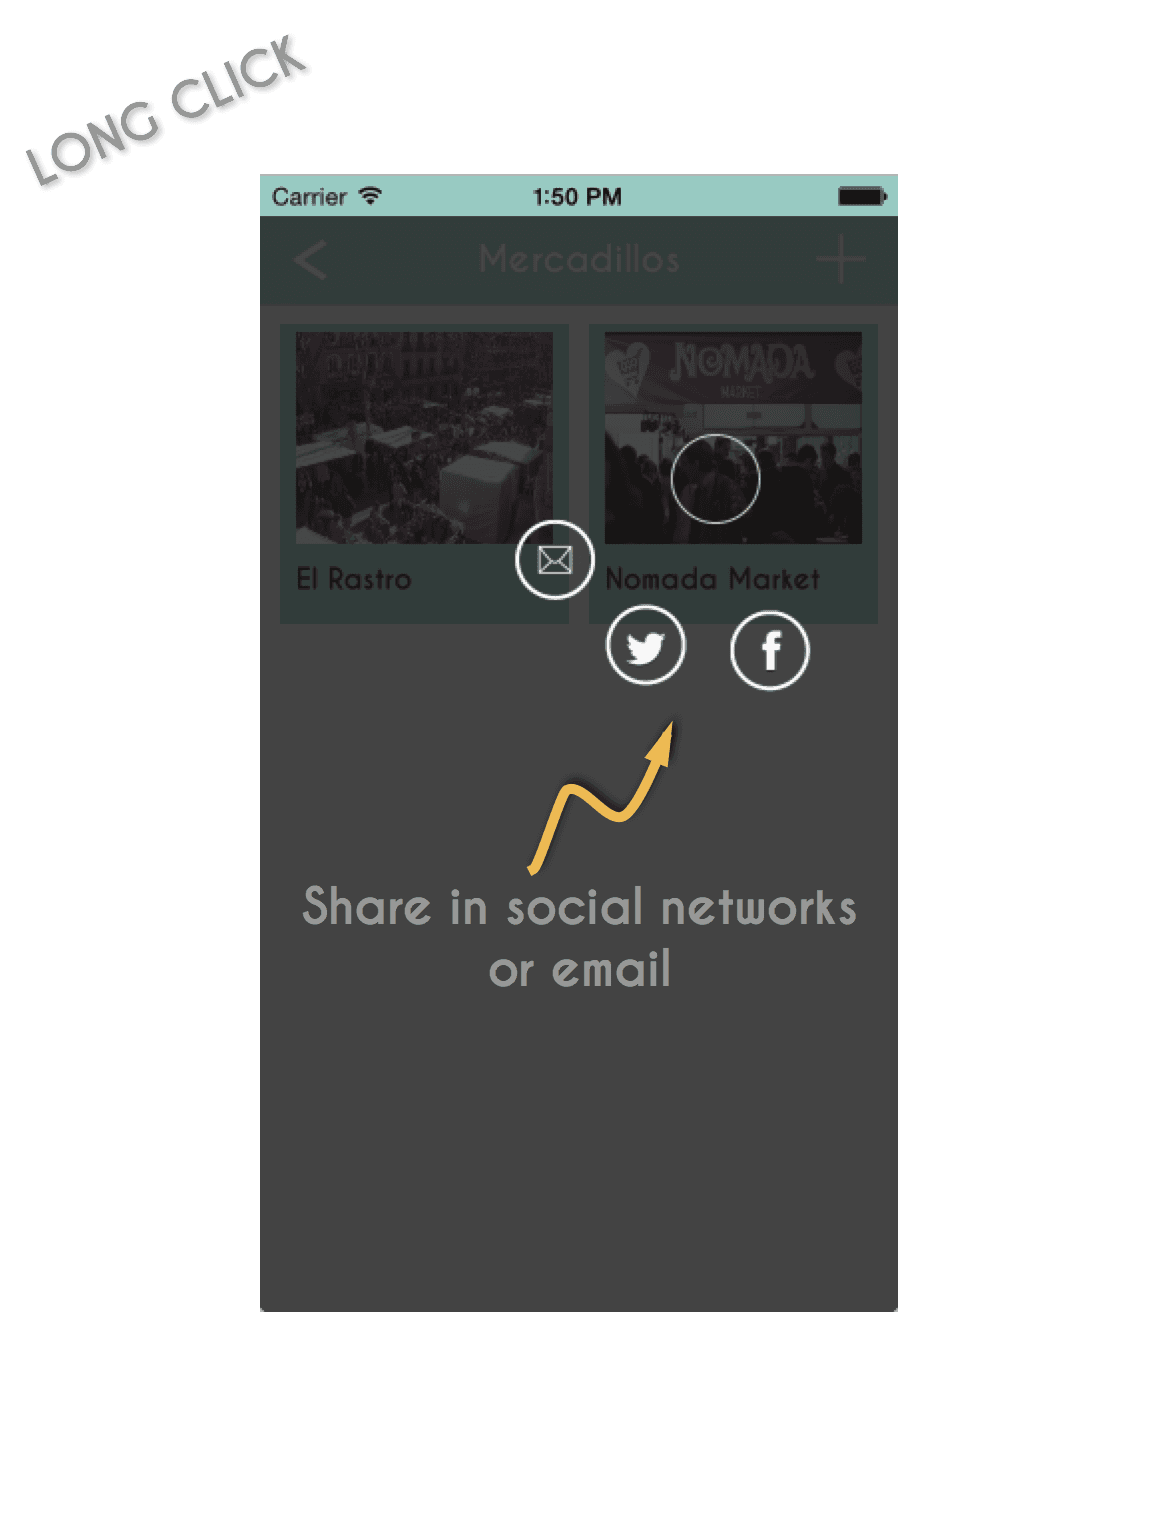 LONG CLICK
Carrier
1:50 PM
Mercadillos
NOMADA
MARKET
El Rastro
Nomada Market
Share in social networks
or email